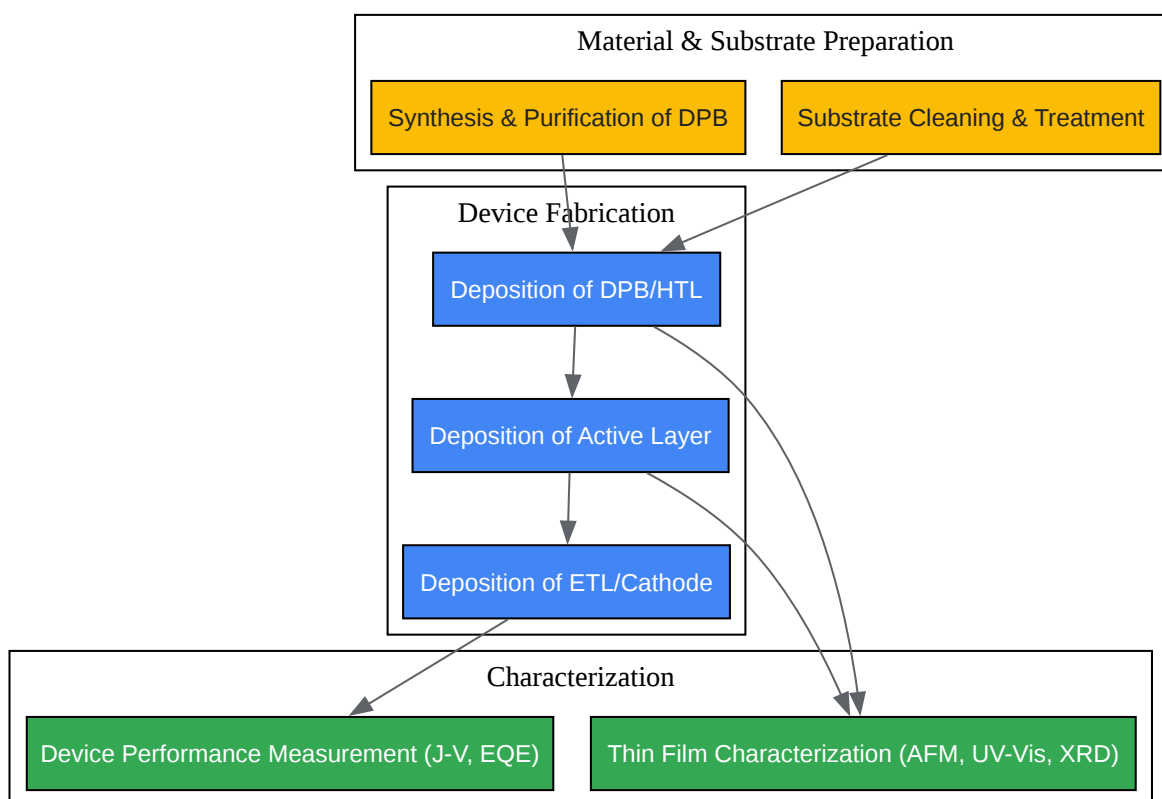 Material & Substrate Preparation
Synthesis & Purification of DPB
Substrate Cleaning & Treatment
Device Fabrication
Deposition of DPB/HTL
Deposition of Active Layer
Deposition of ETL/Cathode
Characterization
Device Performance Measurement (J-V, EQE)
Thin Film Characterization (AFM, UV-Vis, XRD)